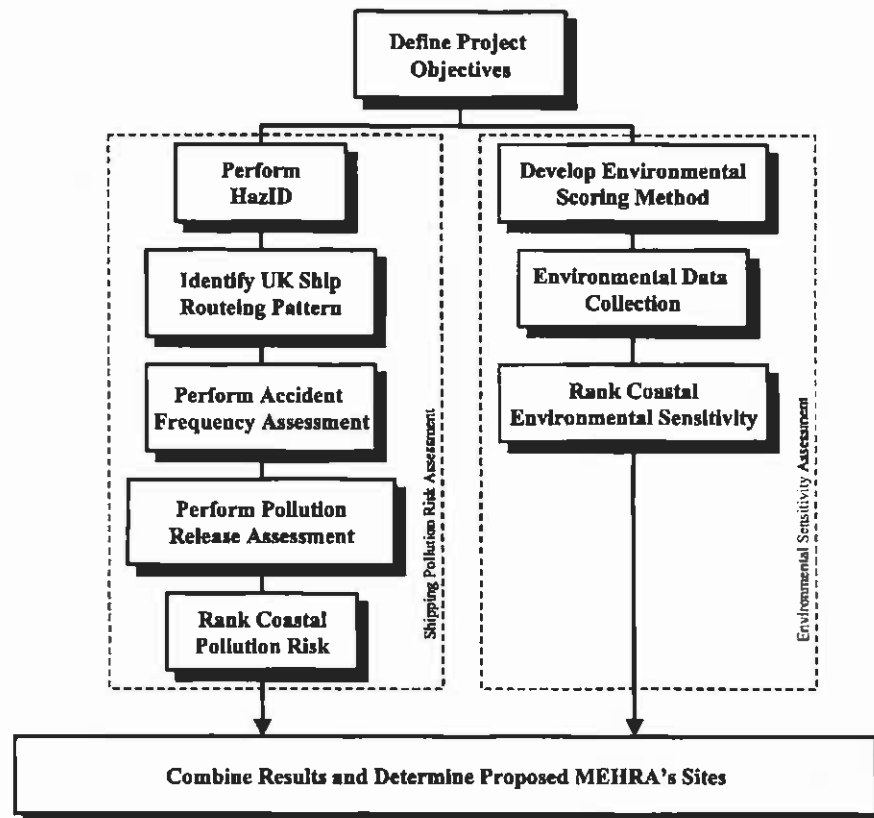 Define Project
Objectives
Perform
HazID
Identify UK Ship
Routeing Pattern
Perform Accident
Frequency Assessment
Perform Pollution
Release Assessment
Rank Coastal
Pollution Risk
Shipping Pollution Risk Assessment
Develop Environmental
Scoring Method
Environmental Data
Collection
Rank Coastal
Environmental Sensitivity
Environmental Sensitivity Assessment
Combine Results and Determine Proposed MEHRA's Sites